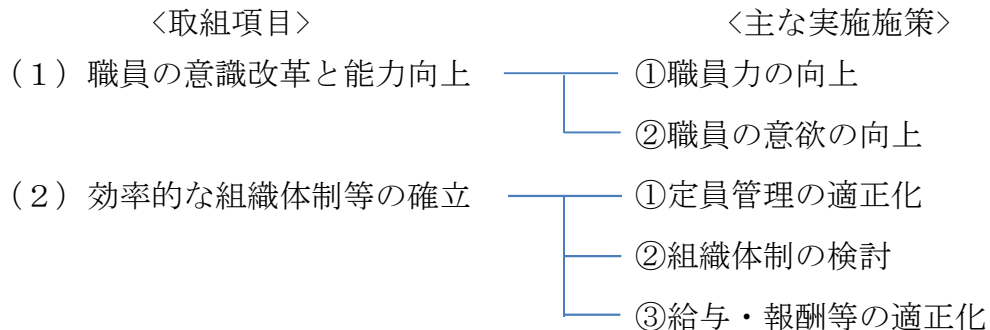 <取組項目> <主な実施施策>
（１）職員の意識改革と能力向上 ①職員力の向上
②職員の意欲の向上
（２）効率的な組織体制等の確立 ①定員管理の適正化
②組織体制の検討
③給与・報酬等の適正化